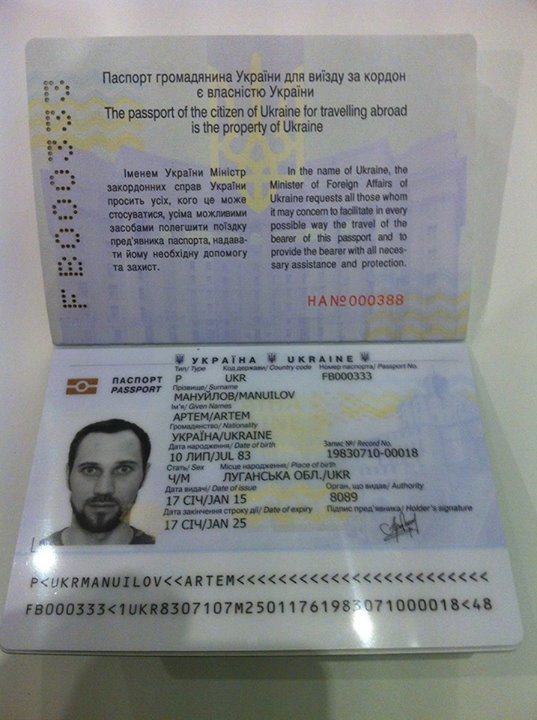 Паспорт громадянина України для виїзду за кордон
є власністю України
The passport of the citizen of Ukraine for travelling abroad
is the property of Ukraine
Іменем України Міністр
закордонних справ України
просить усіх, кого це може
стосуватися, усіма можливими
засобами полегшити поїздку
пред'явника паспорта, надава-
ти йому необхідну допомогу
та захист.
In the name of Ukraine, the
Minister of Foreign Affairs of
Ukraine requests all those whom
it may concern to facilitate in every
possible way the travel of the
bearer of this passport and to
provide the bearer with all neces-
sary assistance and protection.
FB000333
НА№000388
УКРАЇНА UKRAINE
ПАСПОРТ
PASSPORT
Тип/ Type Код держави/ Country code Номер паспорта/ Passport No.
P UKR FB000333
Прізвище/ Surname
МАНУЙЛОВ/MANUILOV
Ім'я/ Given Names
АРТЕМ/ARTEM
Громадянство/ Nationality
УКРАЇНА/UKRAINE
Дата народження/ Date of birth Запис №/ Record No.
10 ЛИП/JUL 83 19830710-00018
Стать/ Sex Місце народження/ Place of birth
Ч/M ЛУГАНСЬКА ОБЛ./UKR
Дата видачі/ Date of issue Орган, що видав/ Authority
17 СІЧ/JAN 15 8089
Дата закінчення строку дії/ Date of expiry Підпис пред'явника/ Holder's signature
17 СІЧ/JAN 25
P<UKRMANUILOV<<ARTEM<<<<<<<<<<<<<<<<<<<<<<<<
FB000333<1UKR8307107M25011761983071000018<48